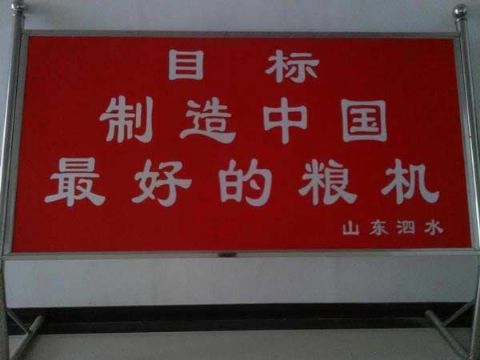 目标
制造中国
最好的粮机
山东泗水